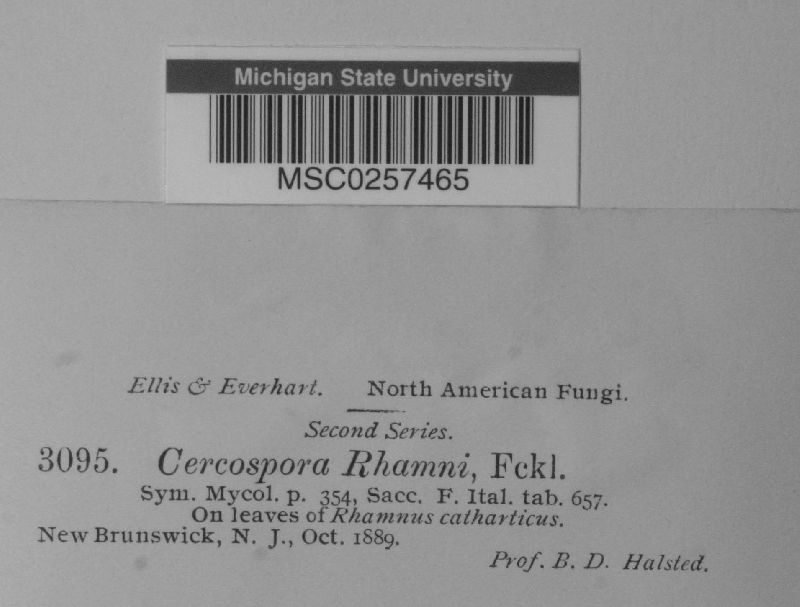 Michigan State University
MSC0257465
Ellis & Everhart. North American Fungi.
Second Series.
3095. Cercospora Rhamni, Fckl.
Sym. Mycol. p. 354, Sacc. F. Ital. tab. 657.
On leaves of Rhamnus catharticus.
New Brunswick, N. J., Oct. 1889.
Prof. B. D. Halsted.